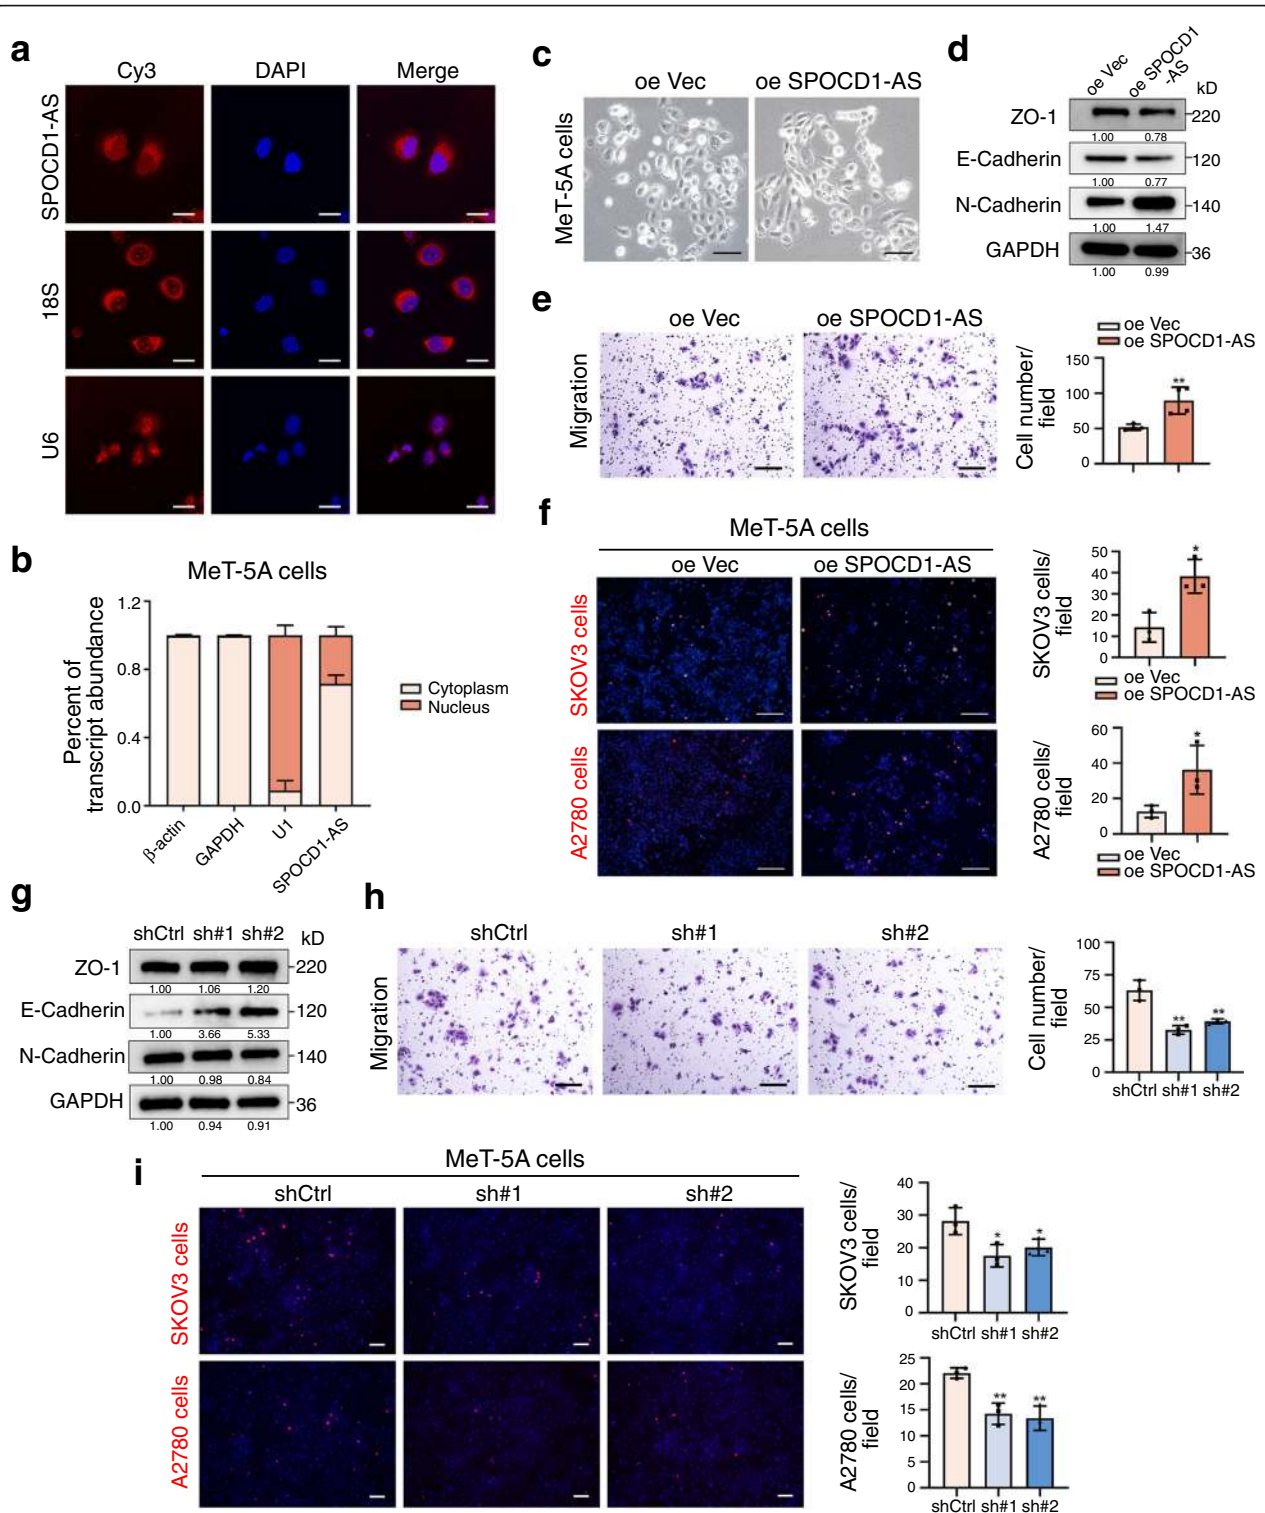 a
Cy3 DAPI Merge
SPOCD1-AS
18S
U6
b
MeT-5A cells
Percent of
transcript abundance
1.2
0.8
0.4
0.0
β-actin GAPDH U1 SPOCD1-AS
Cytoplasm
Nucleus
c
oe Vec oe SPOCD1-AS
MeT-5A cells
d
oe Vec oe SPOCD1
-AS
kD
ZO-1 220
1.00 0.78
E-Cadherin 120
1.00 0.77
N-Cadherin 140
1.00 1.47
GAPDH 36
1.00 0.99
e
oe Vec oe SPOCD1-AS
Migration
oe Vec
oe SPOCD1-AS
Cell number/
field
150
100
50
0
**
f
MeT-5A cells
oe Vec oe SPOCD1-AS
SKOV3 cells
A2780 cells
SKOV3 cells/
field
50
40
30
20
10
0
*
oe Vec
oe SPOCD1-AS
A2780 cells/
field
60
40
20
0
*
oe Vec
oe SPOCD1-AS
g
shCtrl sh#1 sh#2 kD
ZO-1 220
1.00 1.06 1.20
E-Cadherin 120
1.00 3.66 5.33
N-Cadherin 140
1.00 0.98 0.84
GAPDH 36
1.00 0.94 0.91
h
shCtrl sh#1 sh#2
Migration
Cell number/
field
100
75
50
25
0
** **
shCtrl sh#1 sh#2
i
MeT-5A cells
shCtrl sh#1 sh#2
SKOV3 cells
A2780 cells
SKOV3 cells/
field
40
30
20
10
0
* *
shCtrl sh#1 sh#2
A2780 cells/
field
25
20
15
10
5
0
** **
shCtrl sh#1 sh#2